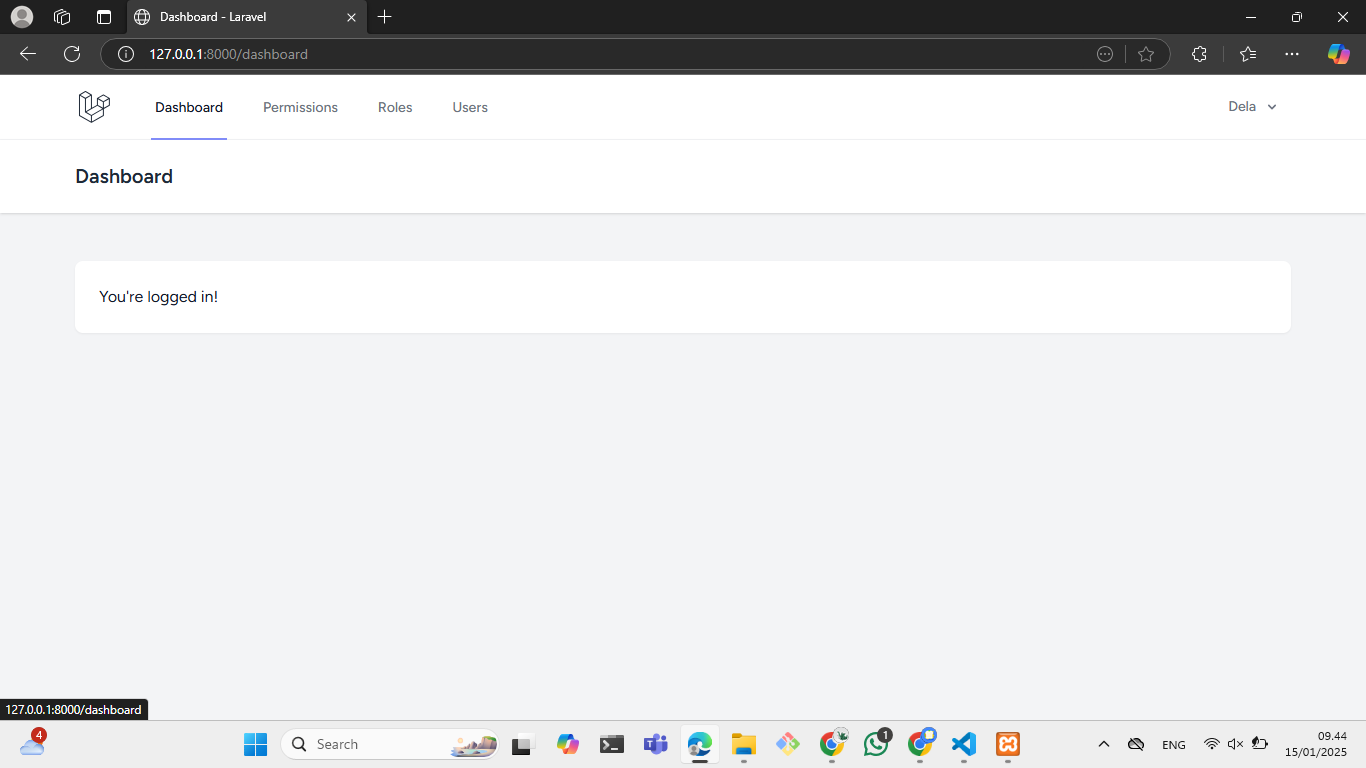 Dashboard - Laravel
127.0.0.1:8000/dashboard
Dashboard Permissions Roles Users Dela
Dashboard
You're logged in!
127.0.0.1:8000/dashboard
4
Search
1
ENG
09.44
15/01/2025